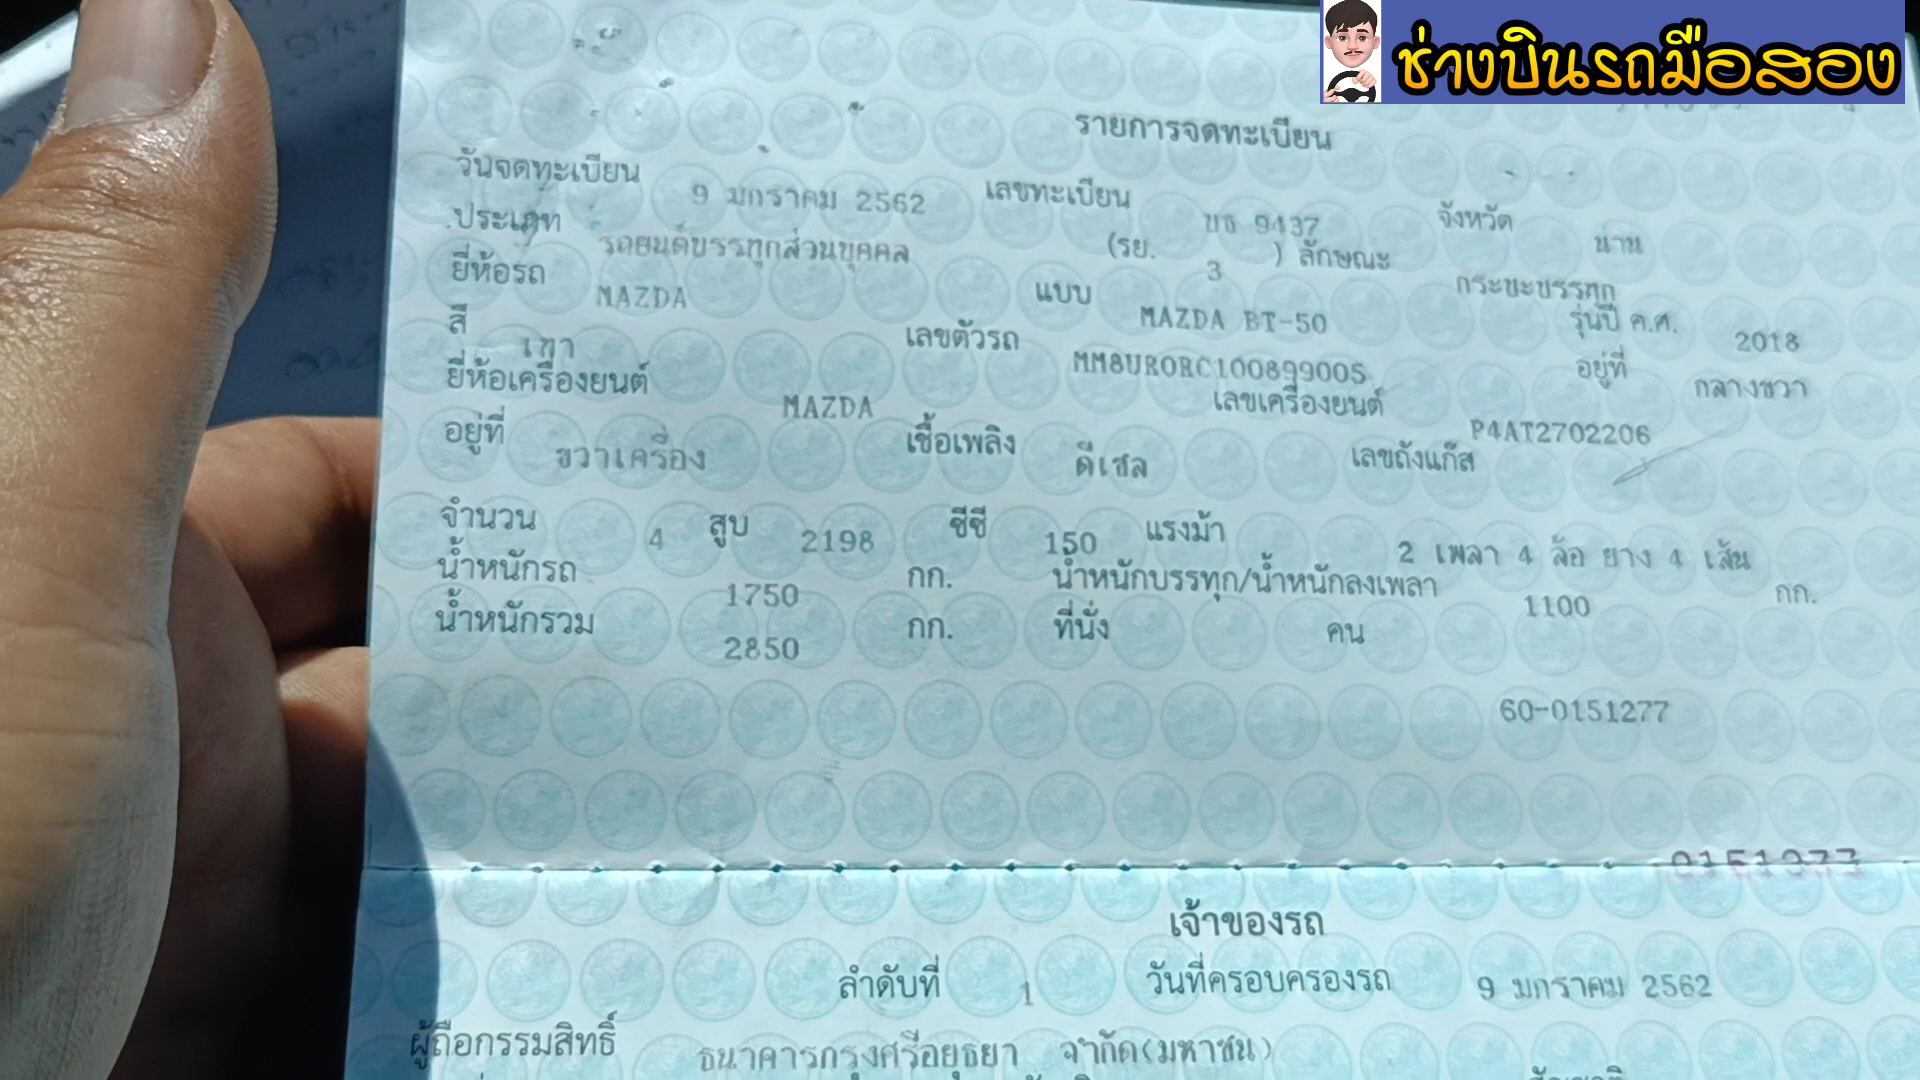 ช่างปินรถมือสอง
รายการจดทะเบียน
วันจดทะเบียน 9 มกราคม 2562 เลขทะเบียน บธ 9437 จังหวัด น่าน
ประเภท รถยนต์บรรทุกส่วนบุคคล (รย. 3 ) ลักษณะ กระบะบรรทุก
ยี่ห้อรถ MAZDA แบบ MAZDA BT-50 รุ่นปี ค.ศ. 2018
สี เทา เลขตัวรถ MM8UR0RC100899005 อยู่ที่ กลางขวา
ยี่ห้อเครื่องยนต์ MAZDA เลขเครื่องยนต์ P4AT2702206
อยู่ที่ ขวาเครื่อง เชื้อเพลิง ดีเซล เลขถังแก๊ส
จำนวน 4 สูบ 2198 ซีซี 150 แรงม้า 2 เพลา 4 ล้อ ยาง 4 เส้น
น้ำหนักรถ 1750 กก. น้ำหนักบรรทุก/น้ำหนักลงเพลา 1100 กก.
น้ำหนักรวม 2850 กก. ที่นั่ง คน
60-0151277
เจ้าของรถ
ลำดับที่ 1 วันที่ครอบครองรถ 9 มกราคม 2562
ผู้ถือกรรมสิทธิ์ ธนาคารกรุงศรีอยุธยา จำกัด(มหาชน)